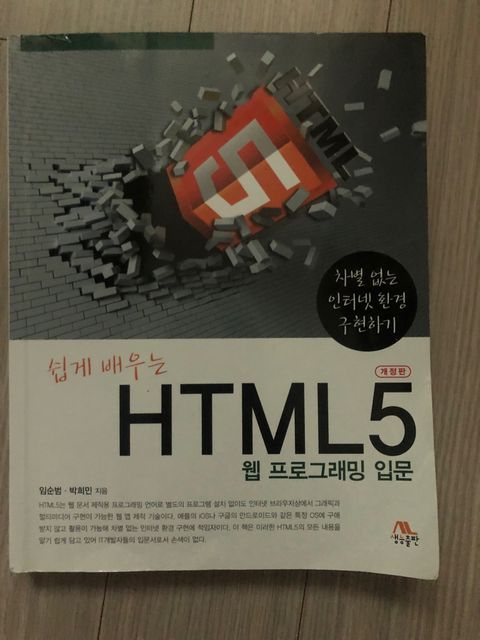 HTML
5
차별 없는
인터넷 환경
구현하기
쉽게 배우는
개정판
HTML5
웹 프로그래밍 입문
임순범 · 박희민 지음
HTML5는 웹 문서 제작용 프로그래밍 언어로 별도의 프로그램 설치 없이도 인터넷 브라우저상에서 그래픽과
멀티미디어 구현이 가능한 웹 앱 제작 기술이다. 애플의 iOS나 구글의 안드로이드와 같은 특정 OS에 구애
받지 않고 활용이 가능해 차별 없는 인터넷 환경 구현에 적임자이다. 이 책은 이러한 HTML5의 모든 내용을
알기 쉽게 담고 있어 IT개발자들의 입문서로서 손색이 없다.
생능출판